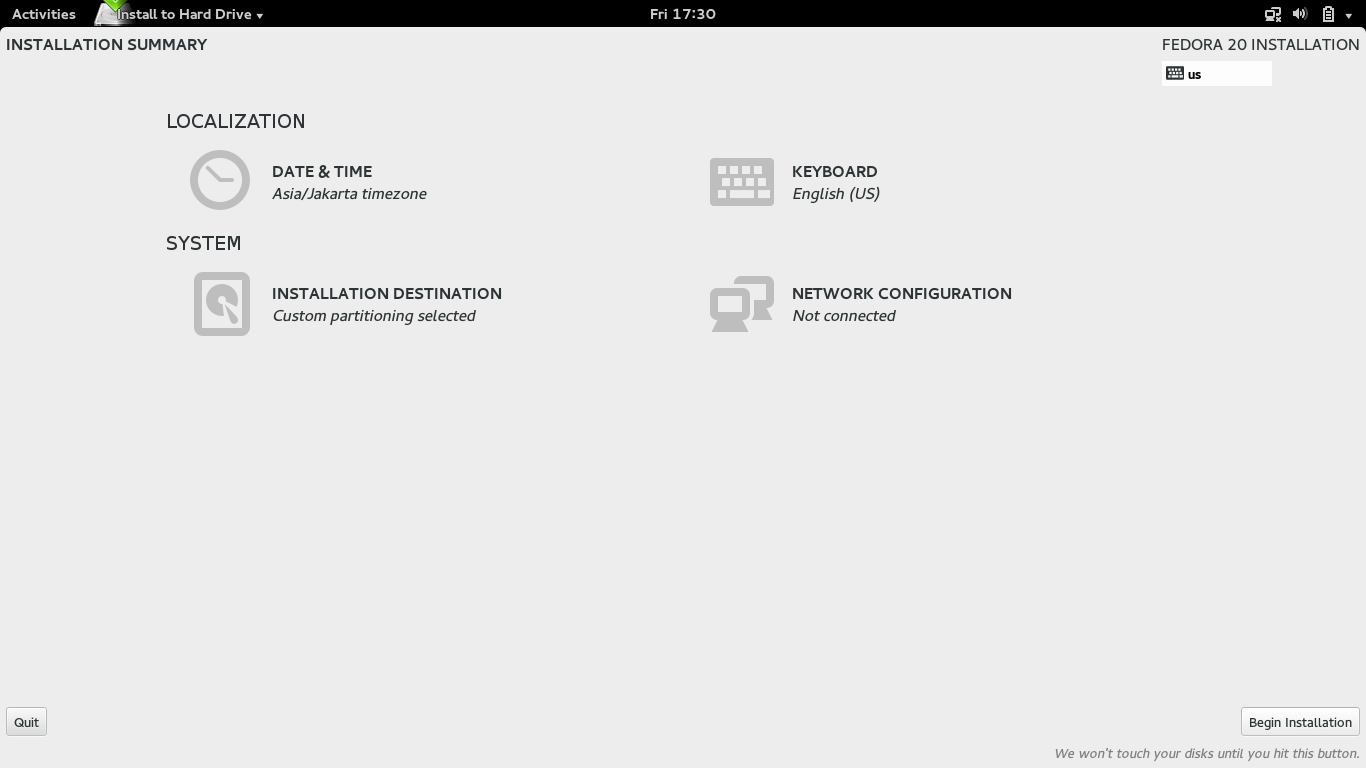 Activities Install to Hard Drive Fri 17:30
INSTALLATION SUMMARY FEDORA 20 INSTALLATION
us
LOCALIZATION
DATE & TIME KEYBOARD
Asia/Jakarta timezone English (US)
SYSTEM
INSTALLATION DESTINATION NETWORK CONFIGURATION
Custom partitioning selected Not connected
Quit Begin Installation
We won't touch your disks until you hit this button.